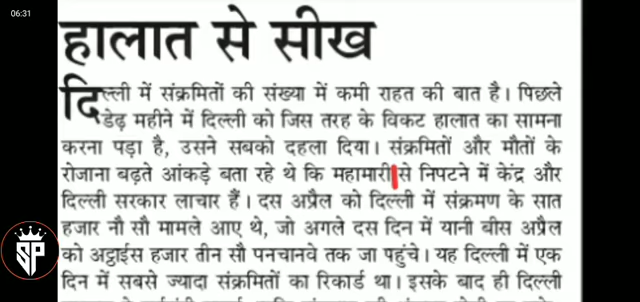 06:31
हालात से सीख
दिल्ली में संक्रमितों की संख्या में कमी राहत की बात है। पिछले
डेढ़ महीने में दिल्ली को जिस तरह के विकट हालात का सामना
करना पड़ा है, उसने सबको दहला दिया। संक्रमितों और मौतों के
रोजाना बढ़ते आंकड़े बता रहे थे कि महामारी से निपटने में केंद्र और
दिल्ली सरकार लाचार हैं। दस अप्रैल को दिल्ली में संक्रमण के सात
हजार नौ सौ मामले आए थे, जो अगले दस दिन में यानी बीस अप्रैल
को अट्ठाईस हजार तीन सौ पनचानवे तक जा पहुंचे। यह दिल्ली में एक
दिन में सबसे ज्यादा संक्रमितों का रिकार्ड था। इसके बाद ही दिल्ली
SP